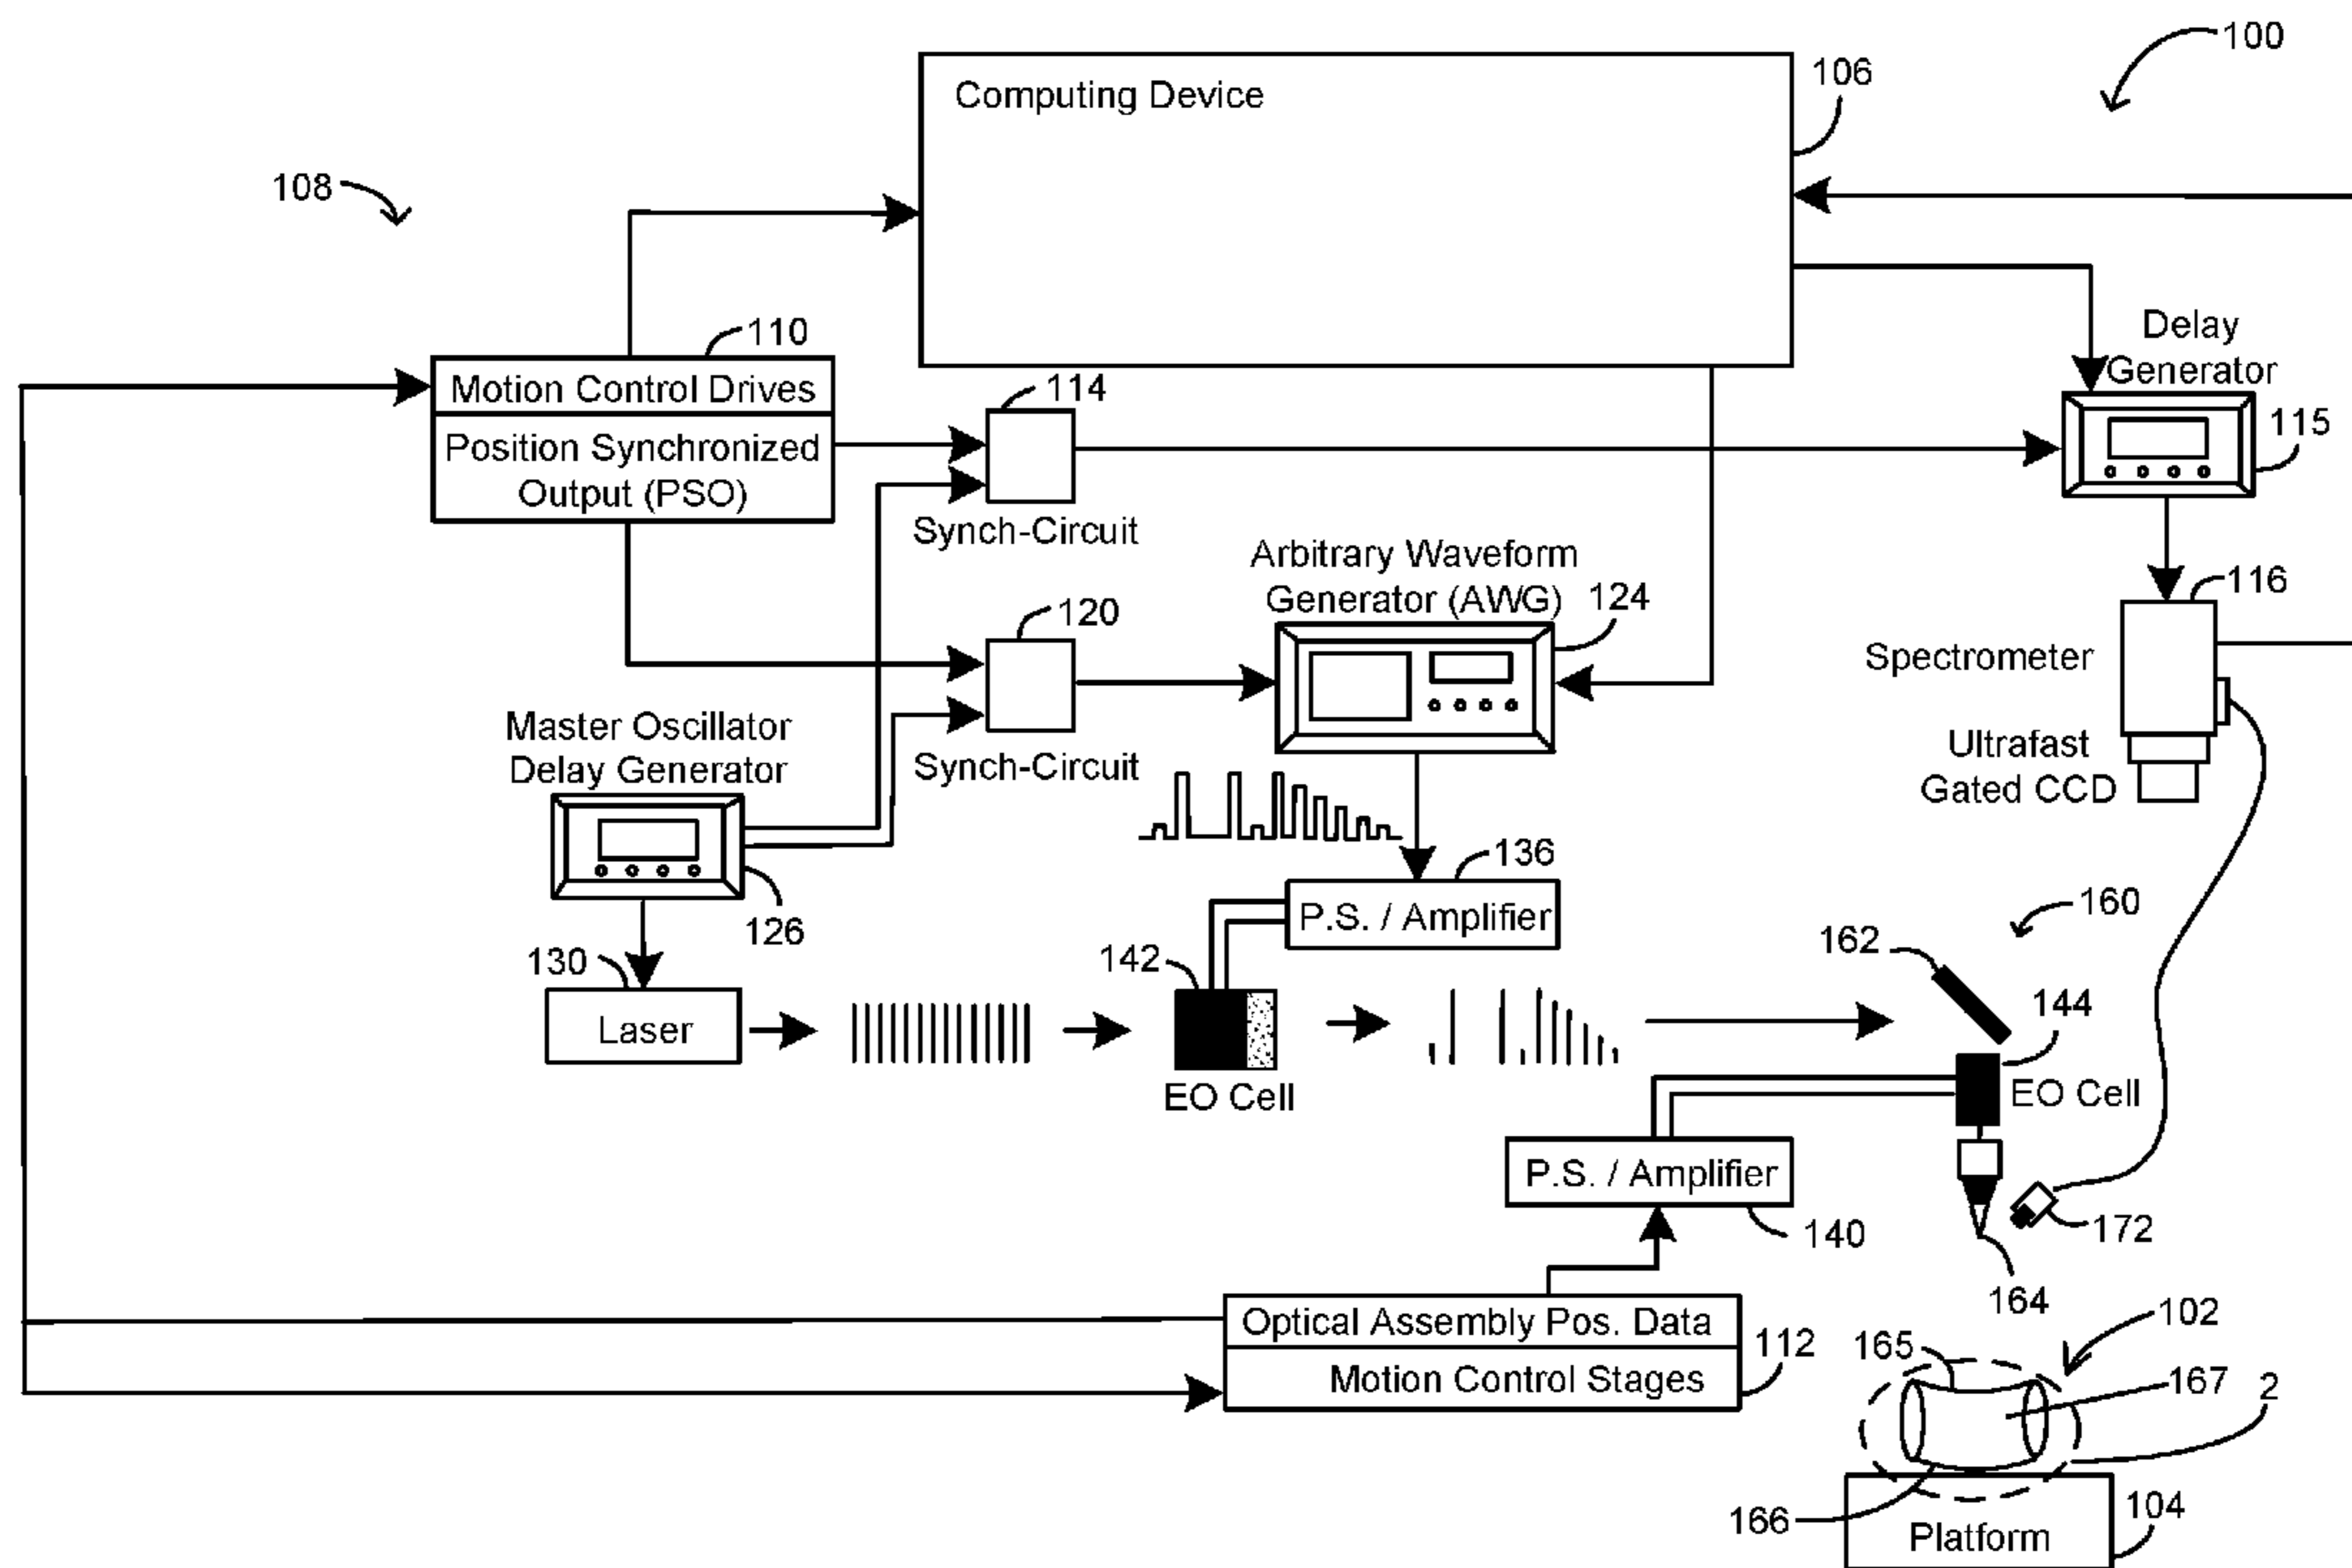 100
Computing Device
106
108
110
Motion Control Drives
Position Synchronized
Output (PSO)
114
Synch-Circuit
Delay
Generator
115
Arbitrary Waveform
Generator (AWG)
124
120
Synch-Circuit
116
Spectrometer
Ultrafast
Gated CCD
Master Oscillator
Delay Generator
126
136
P.S. / Amplifier
130
Laser
142
EO Cell
160
162
144
EO Cell
P.S. / Amplifier
140
172
164
Optical Assembly Pos. Data
Motion Control Stages
112
102
165
167
2
166
Platform
104